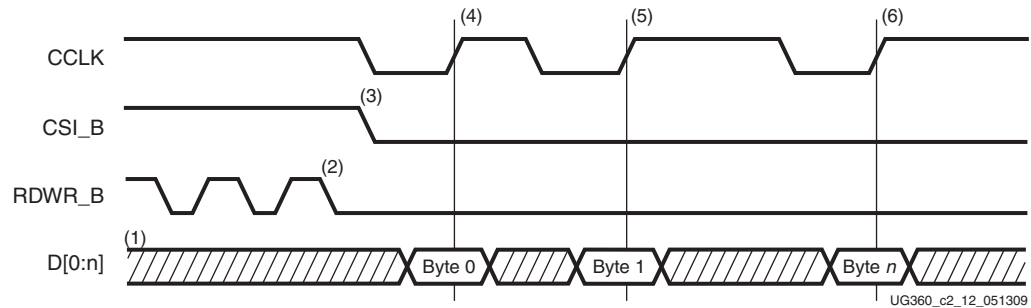 (4) (5) (6)
CCLK
(3)
CSI_B
(2)
RDWR_B
(1)
D[0:n] Byte 0 Byte 1 Byte n
UG360_c2_12_051309